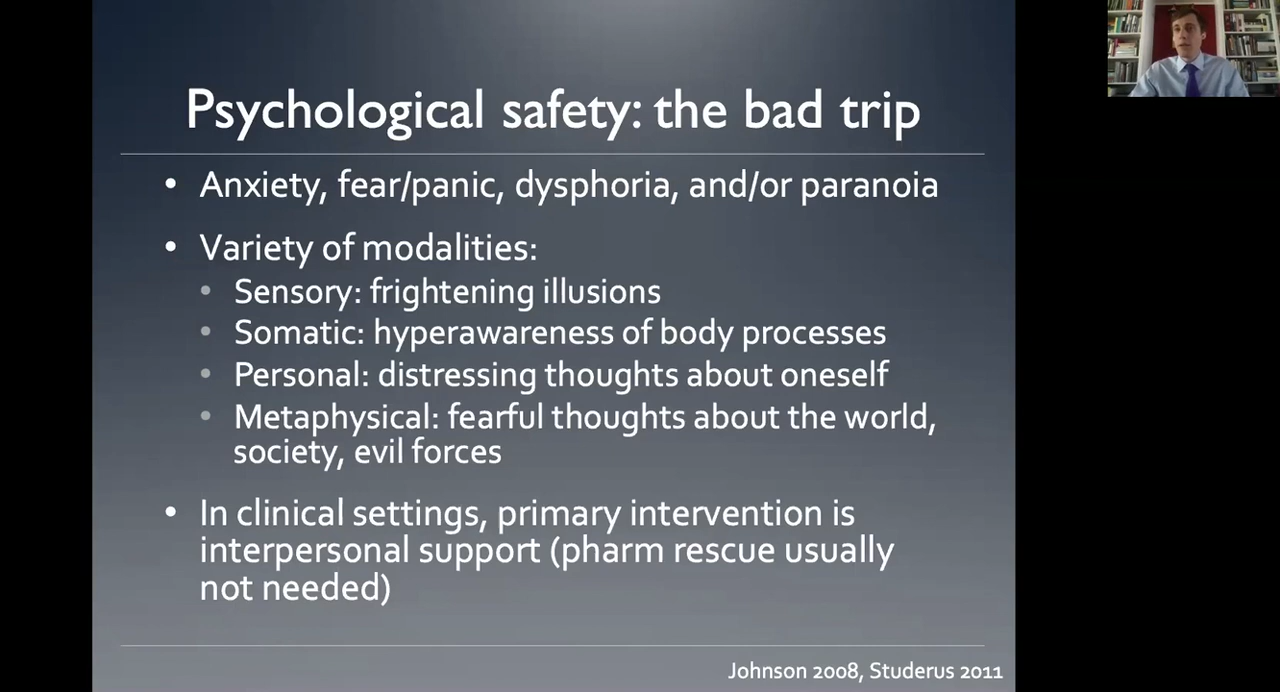 Psychological safety: the bad trip
• Anxiety, fear/panic, dysphoria, and/or paranoia
• Variety of modalities:
• Sensory: frightening illusions
• Somatic: hyperawareness of body processes
• Personal: distressing thoughts about oneself
• Metaphysical: fearful thoughts about the world,
society, evil forces
• In clinical settings, primary intervention is
interpersonal support (pharm rescue usually
not needed)
Johnson 2008, Studerus 2011